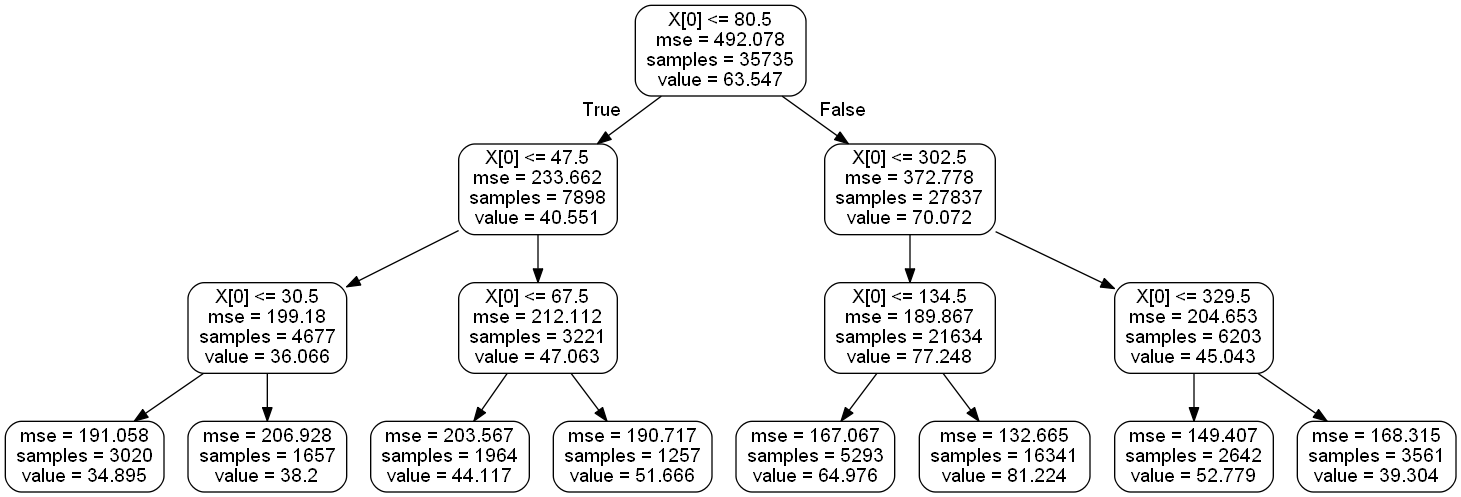 X[0] <= 80.5
mse = 492.078
samples = 35735
value = 63.547
True
False
X[0] <= 47.5
mse = 233.662
samples = 7898
value = 40.551
X[0] <= 302.5
mse = 372.778
samples = 27837
value = 70.072
X[0] <= 30.5
mse = 199.18
samples = 4677
value = 36.066
X[0] <= 67.5
mse = 212.112
samples = 3221
value = 47.063
X[0] <= 134.5
mse = 189.867
samples = 21634
value = 77.248
X[0] <= 329.5
mse = 204.653
samples = 6203
value = 45.043
mse = 191.058
samples = 3020
value = 34.895
mse = 206.928
samples = 1657
value = 38.2
mse = 203.567
samples = 1964
value = 44.117
mse = 190.717
samples = 1257
value = 51.666
mse = 167.067
samples = 5293
value = 64.976
mse = 132.665
samples = 16341
value = 81.224
mse = 149.407
samples = 2642
value = 52.779
mse = 168.315
samples = 3561
value = 39.304